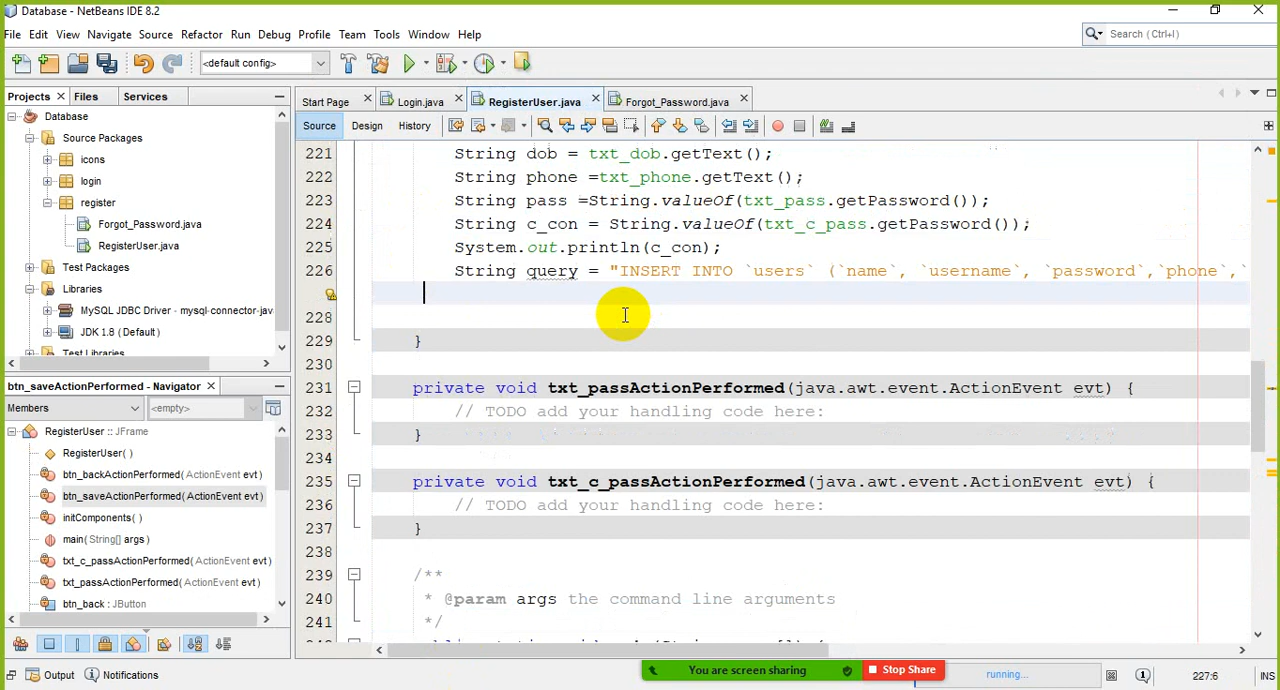 Database - NetBeans IDE 8.2
File Edit View Navigate Source Refactor Run Debug Profile Team Tools Window Help
Search (Ctrl+I)
<default config>
Projects Files Services
Start Page Login.java RegisterUser.java Forgot_Password.java
Source Design History
Database
Source Packages
icons
login
register
Forgot_Password.java
RegisterUser.java
Test Packages
Libraries
MySQL JDBC Driver - mysql-connector-jav
JDK 1.8 (Default)
Test Libraries
221 String dob = txt_dob.getText();
222 String phone =txt_phone.getText();
223 String pass =String.valueOf(txt_pass.getPassword());
224 String c_con = String.valueOf(txt_c_pass.getPassword());
225 System.out.println(c_con);
226 String query = "INSERT INTO `users` (`name`, `username`, `password`,`phone`,`
228
229 }
230
231 private void txt_passActionPerformed(java.awt.event.ActionEvent evt) {
232 // TODO add your handling code here:
233 }
234
235 private void txt_c_passActionPerformed(java.awt.event.ActionEvent evt) {
236 // TODO add your handling code here:
237 }
238
239 /**
240 * @param args the command line arguments
241 */
btn_saveActionPerformed - Navigator
Members <empty>
RegisterUser :: JFrame
RegisterUser()
btn_backActionPerformed(ActionEvent evt)
btn_saveActionPerformed(ActionEvent evt)
initComponents()
main(String[] args)
txt_c_passActionPerformed(ActionEvent evt)
txt_passActionPerformed(ActionEvent evt)
btn_back : JButton
Output Notifications
You are screen sharing Stop Share
running...
227:6 INS